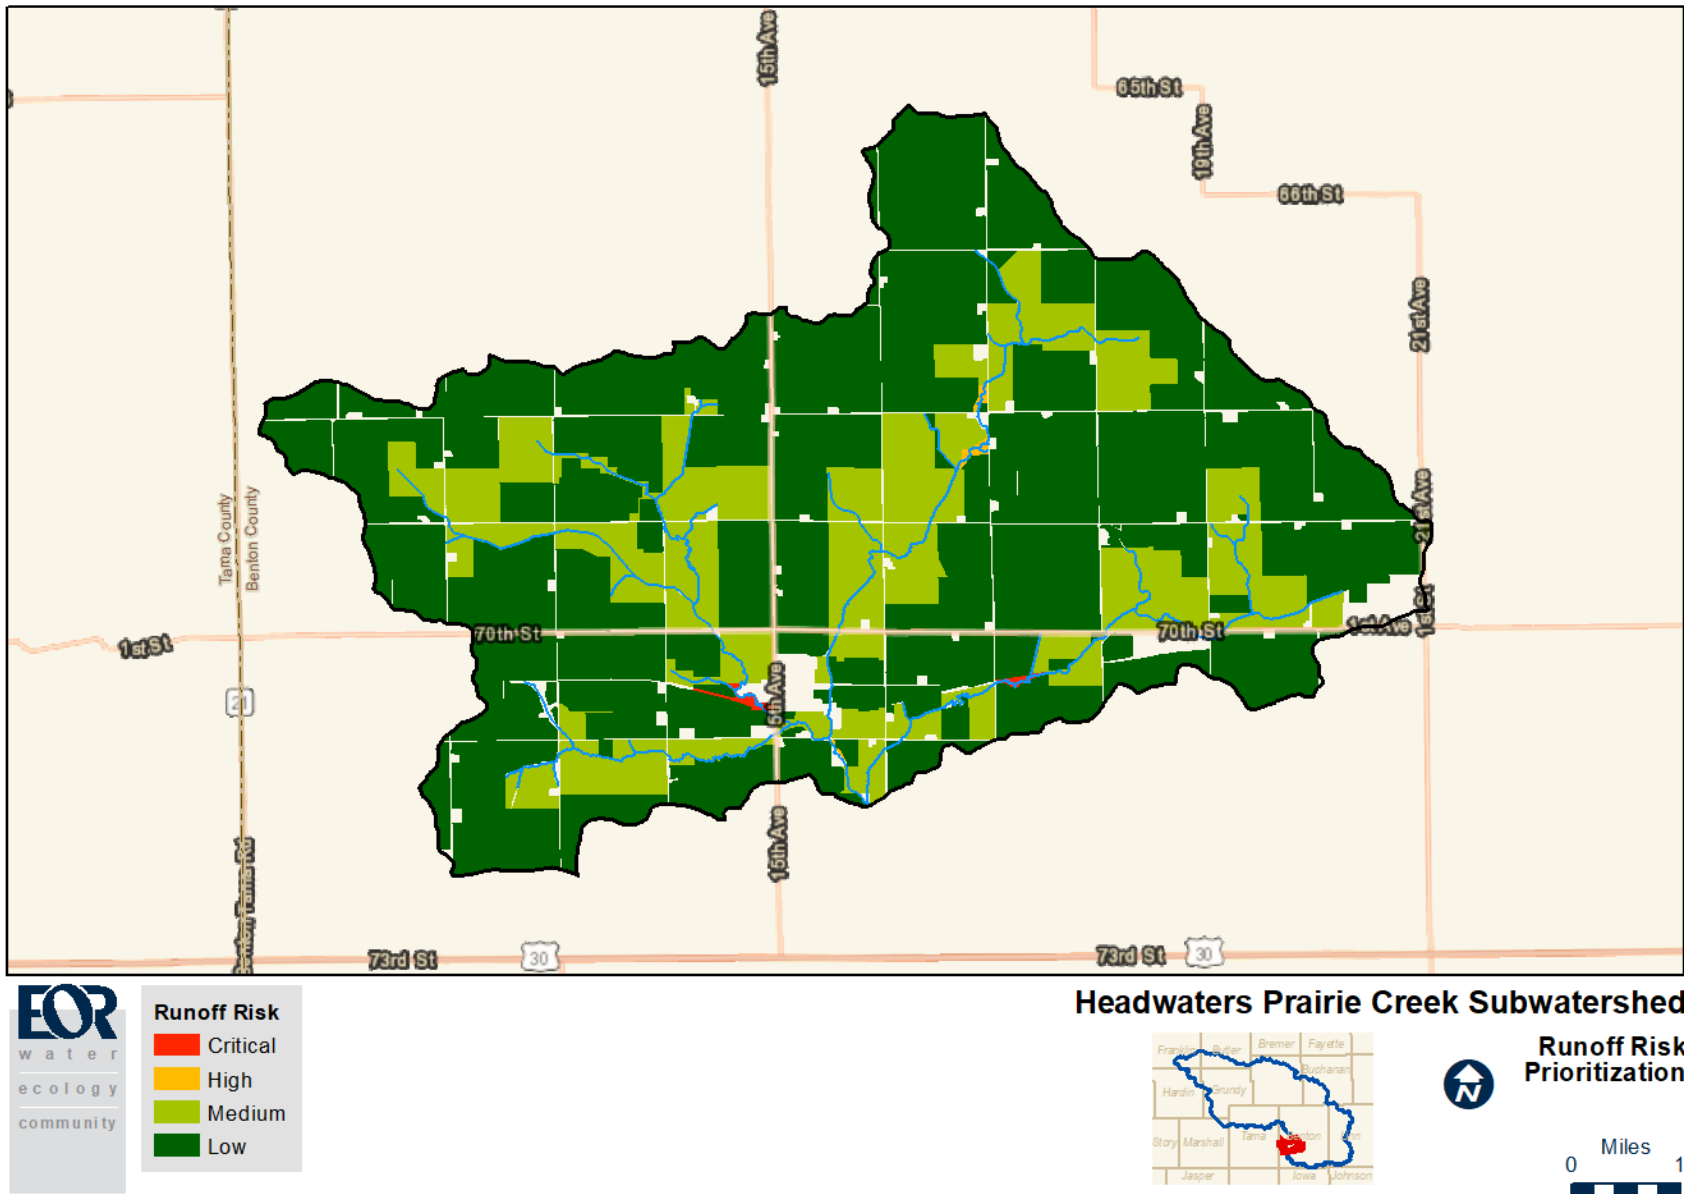 15th Ave
65th St
19th Ave
66th St
21st Ave
21st Ave
Tama County
Benton County
70th St
70th St
1st Ave
1st St
1st St
21
5th Ave
15th Ave
73rd St
30
73rd St
30
EOR
water
ecology
community
Runoff Risk
Critical
High
Medium
Low
Headwaters Prairie Creek Subwatershed
Runoff Risk
Prioritization
N
Miles
0 1
Franklin Butler Bremer Fayette
Buchanan
Hardin Grundy
Story Marshall Tama Benton Linn
Jasper Iowa Johnson